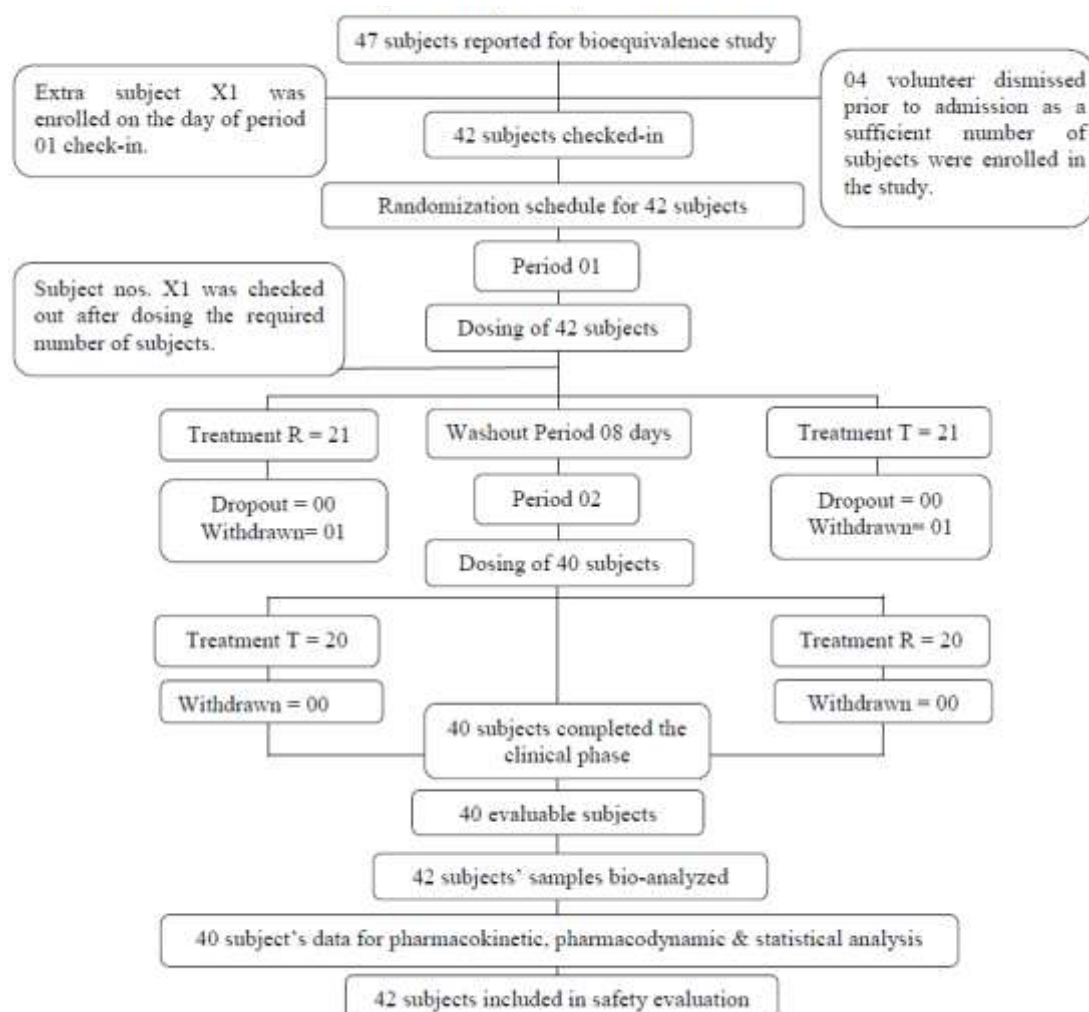 47 subjects reported for bioequivalence study
Extra subject X1 was
enrolled on the day of period
01 check-in.
04 volunteer dismissed
prior to admission as a
sufficient number of
subjects were enrolled in
the study.
42 subjects checked-in
Randomization schedule for 42 subjects
Period 01
Subject nos. X1 was checked
out after dosing the required
number of subjects.
Dosing of 42 subjects
Treatment R = 21
Washout Period 08 days
Treatment T = 21
Dropout = 00
Withdrawn= 01
Period 02
Dropout = 00
Withdrawn= 01
Dosing of 40 subjects
Treatment T = 20
Treatment R = 20
Withdrawn = 00
Withdrawn = 00
40 subjects completed the
clinical phase
40 evaluable subjects
42 subjects’ samples bio-analyzed
40 subject’s data for pharmacokinetic, pharmacodynamic & statistical analysis
42 subjects included in safety evaluation